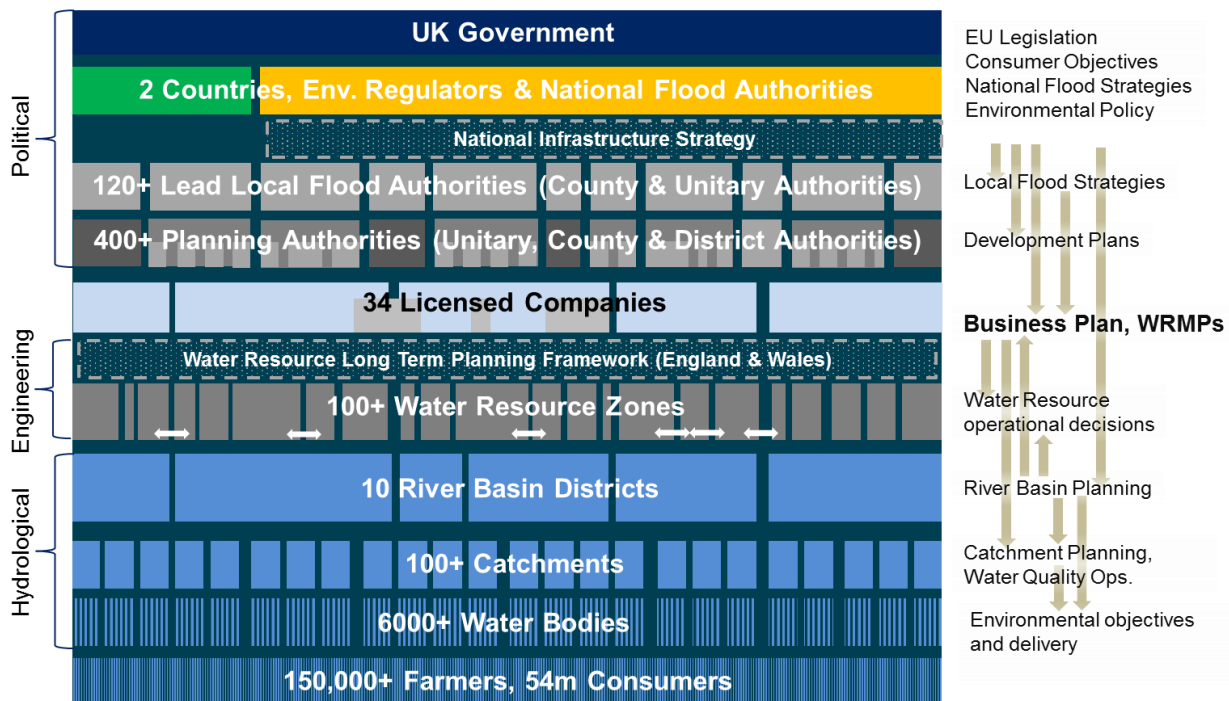 UK Government
2 Countries, Env. Regulators & National Flood Authorities
National Infrastructure Strategy
120+ Lead Local Flood Authorities (County & Unitary Authorities)
400+ Planning Authorities (Unitary, County & District Authorities)
34 Licensed Companies
Water Resource Long Term Planning Framework (England & Wales)
100+ Water Resource Zones
10 River Basin Districts
100+ Catchments
6000+ Water Bodies
150,000+ Farmers, 54m Consumers
Political
Engineering
Hydrological
EU Legislation
Consumer Objectives
National Flood Strategies
Environmental Policy
Local Flood Strategies
Development Plans
Business Plan, WRMPs
Water Resource
operational decisions
River Basin Planning
Catchment Planning,
Water Quality Ops.
Environmental objectives
and delivery